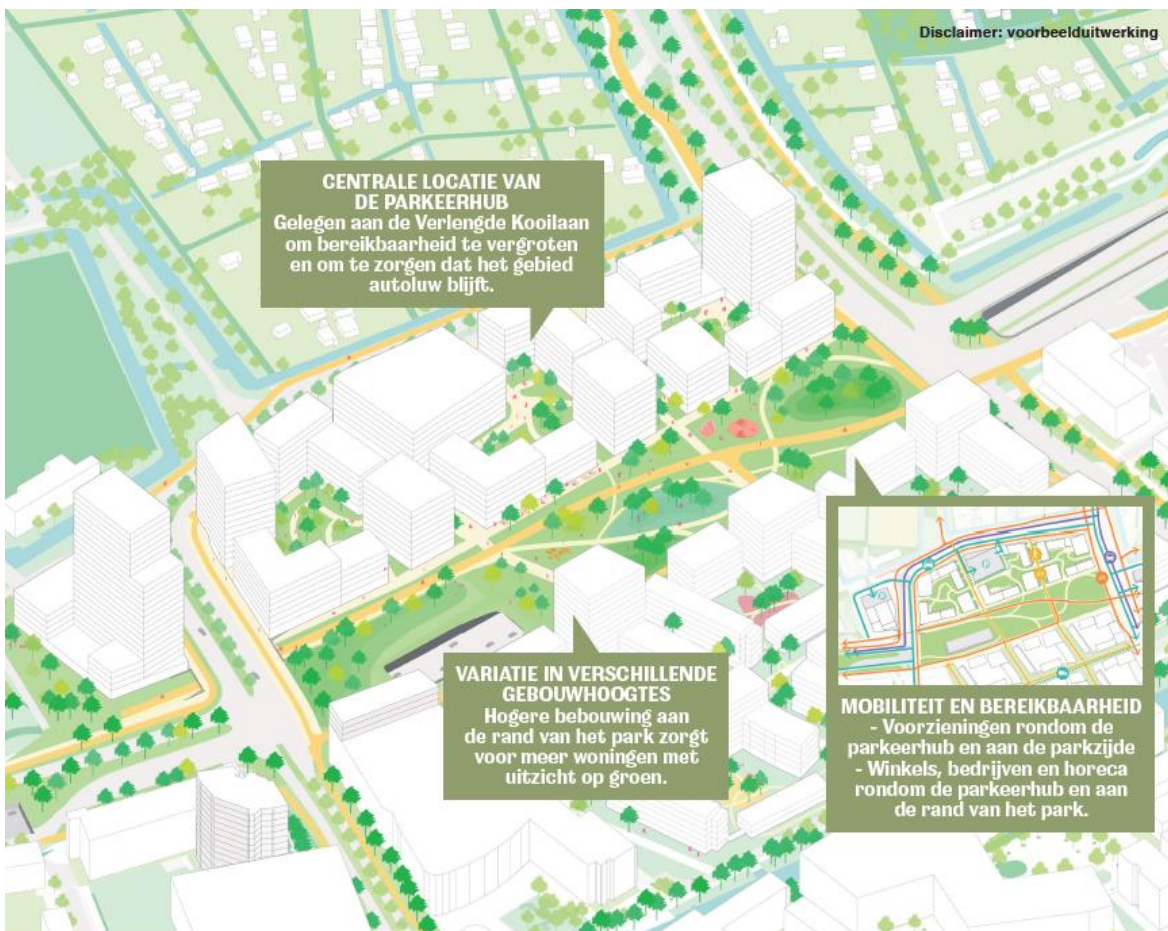 Disclaimer: voorbeelduitwerking
CENTRALE LOCATIE VAN
DE PARKEERHUB
Gelegen aan de Verlengde Kooilaan
om bereikbaarheid te vergroten
en om te zorgen dat het gebied
autoluw blijft.
VARIATIE IN VERSCHILLENDE
GEBOUWHOOGTES
Hogere bebouwing aan
de rand van het park zorgt
voor meer woningen met
uitzicht op groen.
MOBILITEIT EN BEREIKBAARHEID
- Voorzieningen rondom de
parkeerhub en aan de parkzijde
- Winkels, bedrijven en horeca
rondom de parkeerhub en aan
de rand van het park.